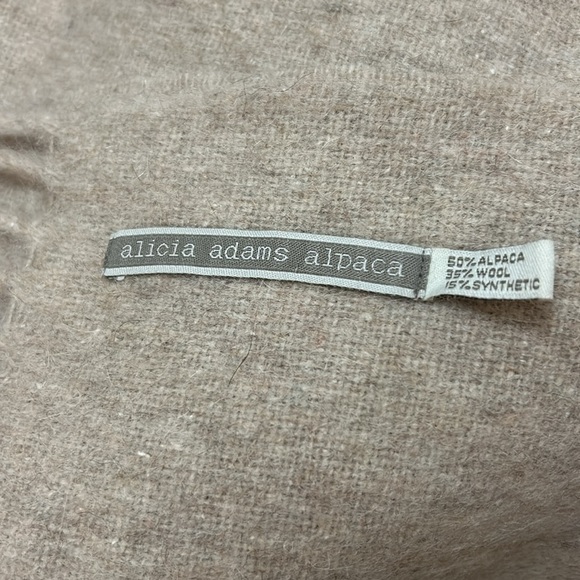 alicia adams alpaca
50% ALPACA
35% WOOL
15% SYNTHETIC